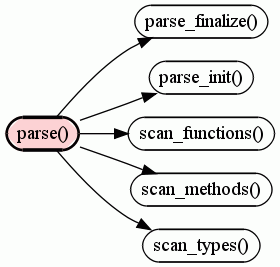 parse_finalize()
parse_init()
parse()
scan_functions()
scan_methods()
scan_types()